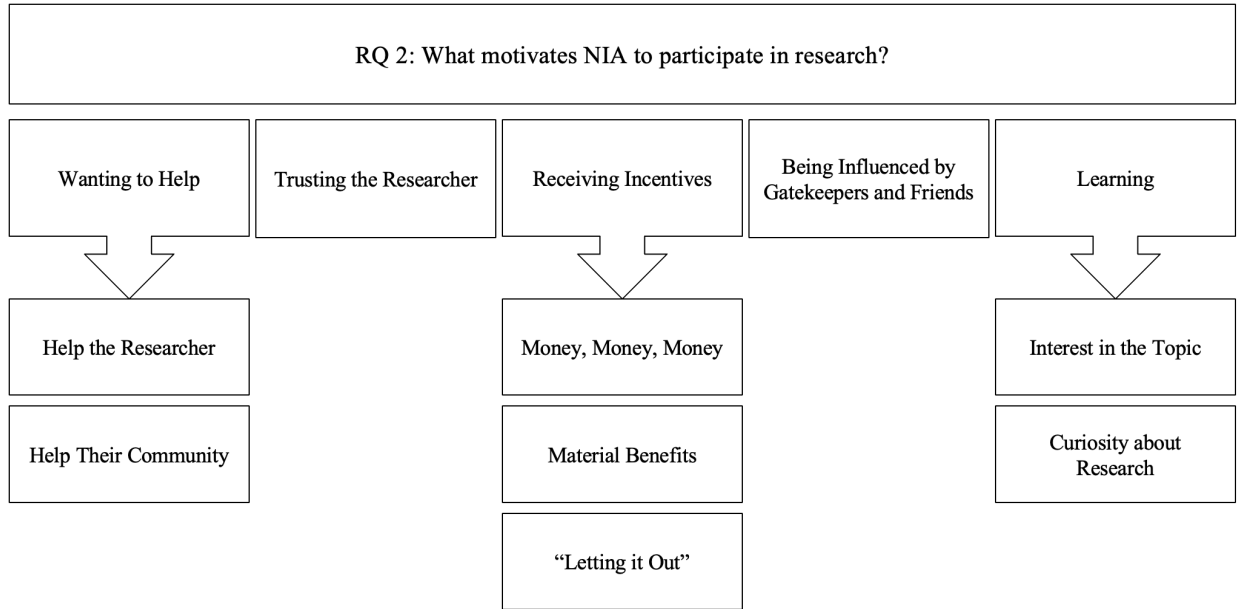 RQ 2: What motivates NIA to participate in research?
Wanting to Help
Trusting the Researcher
Receiving Incentives
Being Influenced by
Gatekeepers and Friends
Learning
Help the Researcher
Money, Money, Money
Interest in the Topic
Help Their Community
Material Benefits
Curiosity about
Research
“Letting it Out”